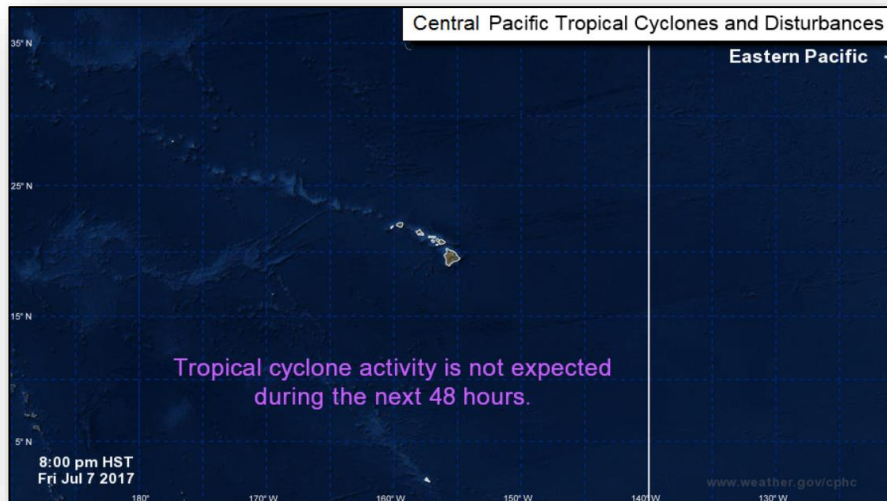 Central Pacific Tropical Cyclones and Disturbances
35° N
Eastern Pacific
25° N
15° N
Tropical cyclone activity is not expected
during the next 48 hours.
5° N
8:00 pm HST
Fri Jul 7 2017
www.weather.gov/cphc
180°
170° W
160° W
150° W
140° W
130° W